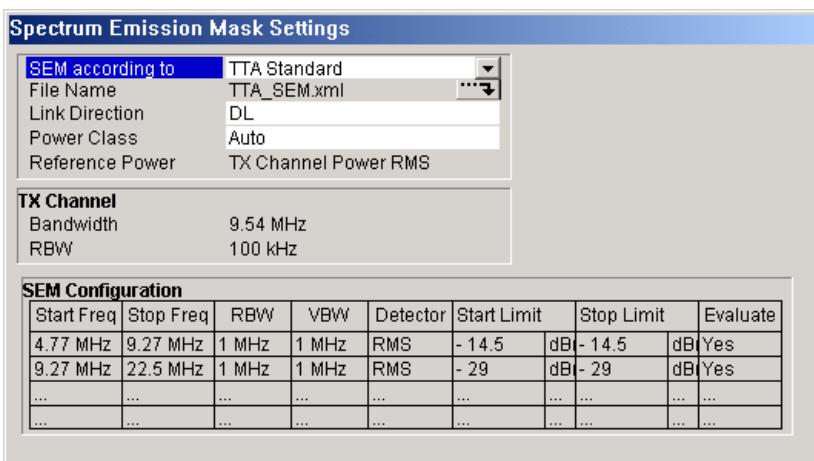 Spectrum Emission Mask Settings
SEM according to TTA Standard
File Name TTA_SEM.xml
Link Direction DL
Power Class Auto
Reference Power TX Channel Power RMS
TX Channel
Bandwidth 9.54 MHz
RBW 100 kHz
SEM Configuration
Start Freq Stop Freq RBW VBW Detector Start Limit Stop Limit Evaluate
4.77 MHz 9.27 MHz 1 MHz 1 MHz RMS - 14.5 dB - 14.5 dB Yes
9.27 MHz 22.5 MHz 1 MHz 1 MHz RMS - 29 dB - 29 dB Yes
... ... ... ... ... ... ... ... ... ...
... ... ... ... ... ... ... ... ... ...